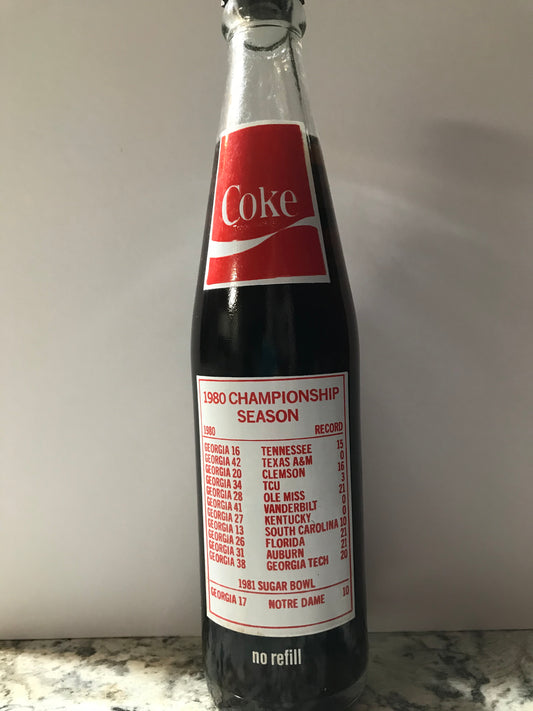 Coke
1980 CHAMPIONSHIP
SEASON
1980 RECORD
GEORGIA 16 TENNESSEE 15
GEORGIA 42 TEXAS A&M 0
GEORGIA 20 CLEMSON 16
GEORGIA 34 TCU 3
GEORGIA 28 OLE MISS 21
GEORGIA 41 VANDERBILT 0
GEORGIA 27 KENTUCKY 0
GEORGIA 13 SOUTH CAROLINA 10
GEORGIA 26 FLORIDA 21
GEORGIA 31 AUBURN 21
GEORGIA 38 GEORGIA TECH 20
1981 SUGAR BOWL
GEORGIA 17 NOTRE DAME 10
no refill